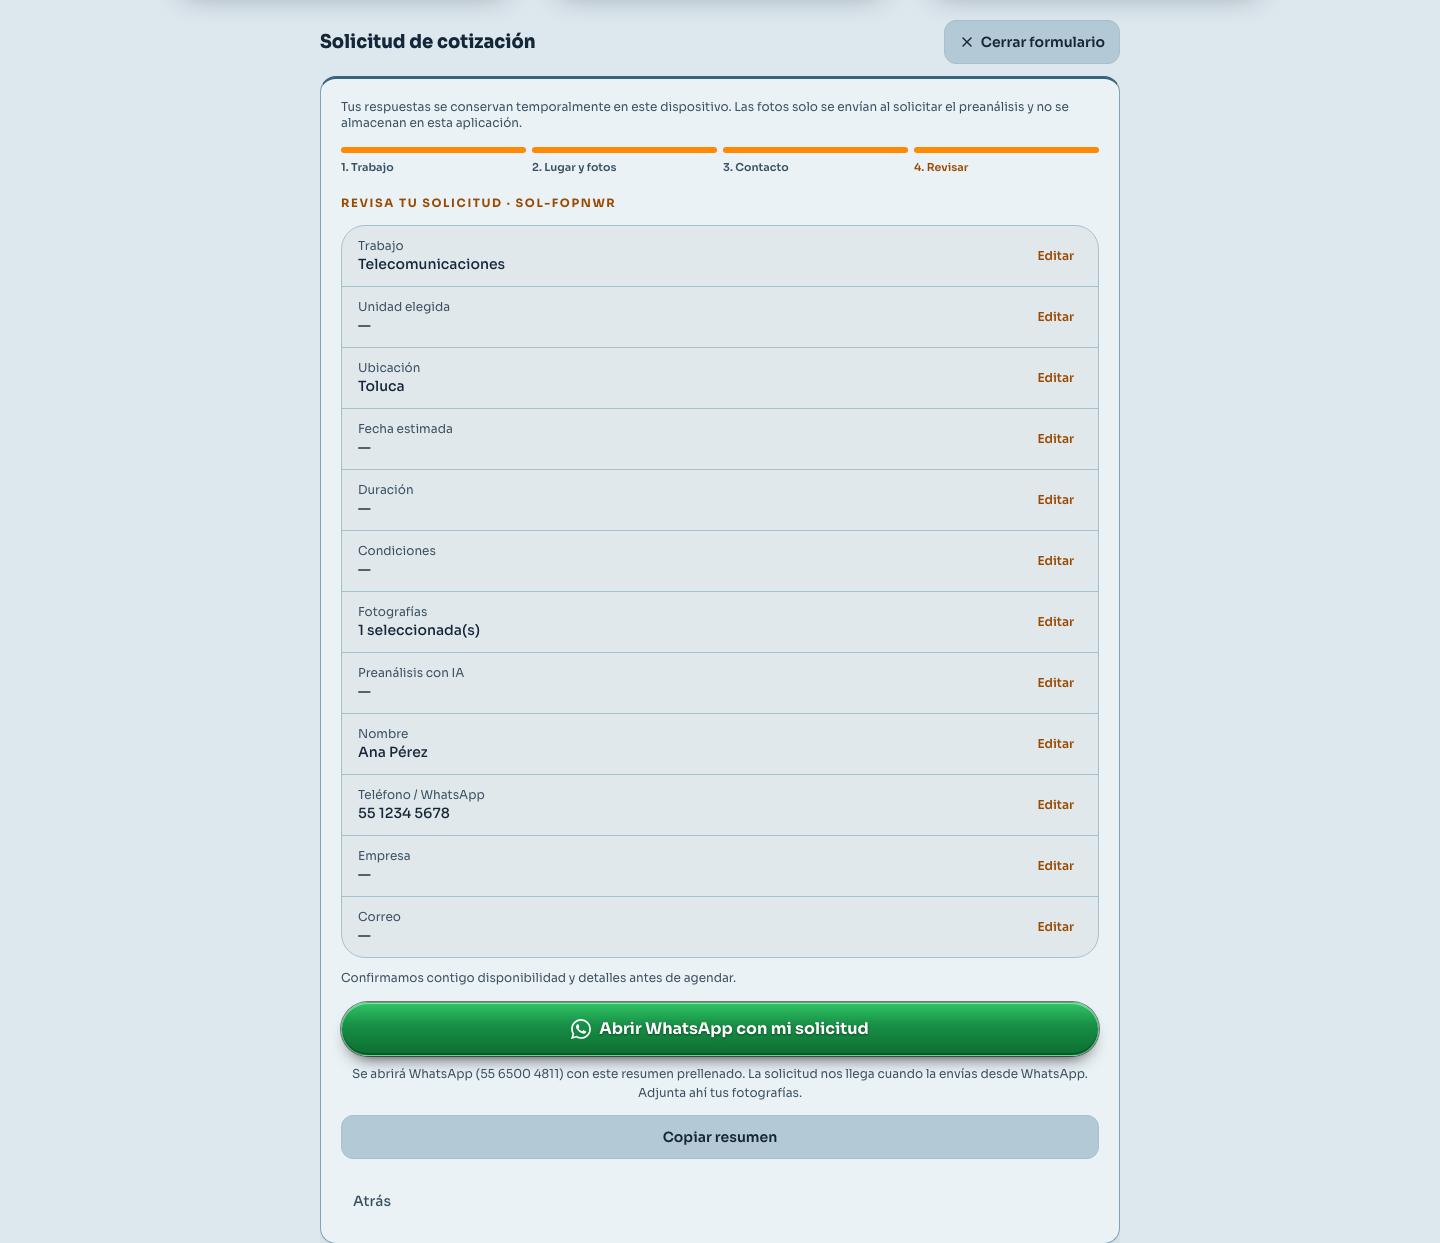 Solicitud de cotización
Cerrar formulario
Tus respuestas se conservan temporalmente en este dispositivo. Las fotos solo se envían al solicitar el preanálisis y no se
almacenan en esta aplicación.
1. Trabajo
2. Lugar y fotos
3. Contacto
4. Revisar
REVISA TU SOLICITUD · SOL-FOPNWR
Trabajo
Telecomunicaciones
Editar
Unidad elegida
—
Editar
Ubicación
Toluca
Editar
Fecha estimada
—
Editar
Duración
—
Editar
Condiciones
—
Editar
Fotografías
1 seleccionada(s)
Editar
Preanálisis con IA
—
Editar
Nombre
Ana Pérez
Editar
Teléfono / WhatsApp
55 1234 5678
Editar
Empresa
—
Editar
Correo
—
Editar
Confirmamos contigo disponibilidad y detalles antes de agendar.
Abrir WhatsApp con mi solicitud
Se abrirá WhatsApp (55 6500 4811) con este resumen prellenado. La solicitud nos llega cuando la envías desde WhatsApp.
Adjunta ahí tus fotografías.
Copiar resumen
Atrás